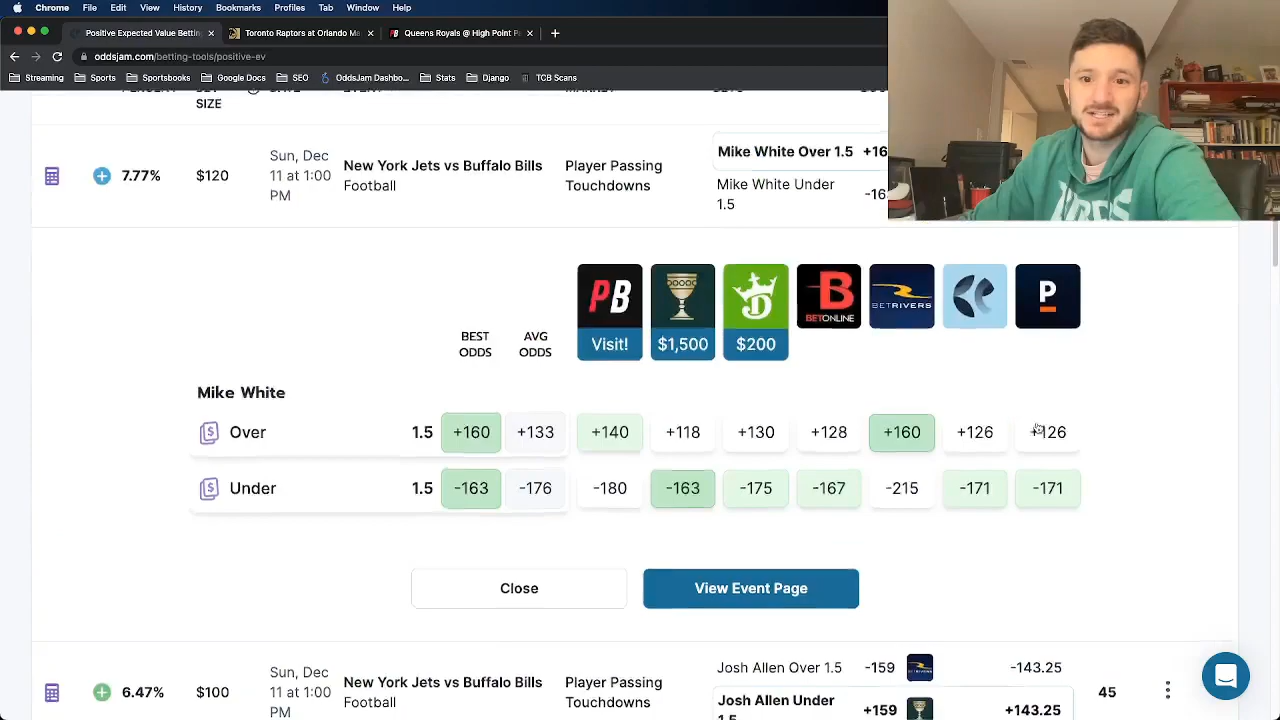 Chrome File Edit View History Bookmarks Profiles Tab Window Help
Positive Expected Value Bettin × Toronto Raptors at Orlando Ma × Queens Royals @ High Point Pa × +
oddsjam.com/betting-tools/positive-ev
Streaming Sports Sportsbooks Google Docs SEO OddsJam Dashbo... Stats Django TCB Scans
SIZE
Sun, Dec
11 at 1:00
PM
7.77% $120
New York Jets vs Buffalo Bills
Football
Player Passing
Touchdowns
Mike White Over 1.5 +16
Mike White Under
1.5
-16
PB
Visit!
$1,500
$200
B
BETONLINE
BETRIVERS
P
BEST
ODDS
AVG
ODDS
Mike White
Over 1.5 +160 +133 +140 +118 +130 +128 +160 +126 +126
Under 1.5 -163 -176 -180 -163 -175 -167 -215 -171 -171
Close View Event Page
6.47% $100
Sun, Dec
11 at 1:00
PM
New York Jets vs Buffalo Bills
Football
Player Passing
Touchdowns
Josh Allen Over 1.5 -159 -143.25
Josh Allen Under
1.5
+159 +143.25
45